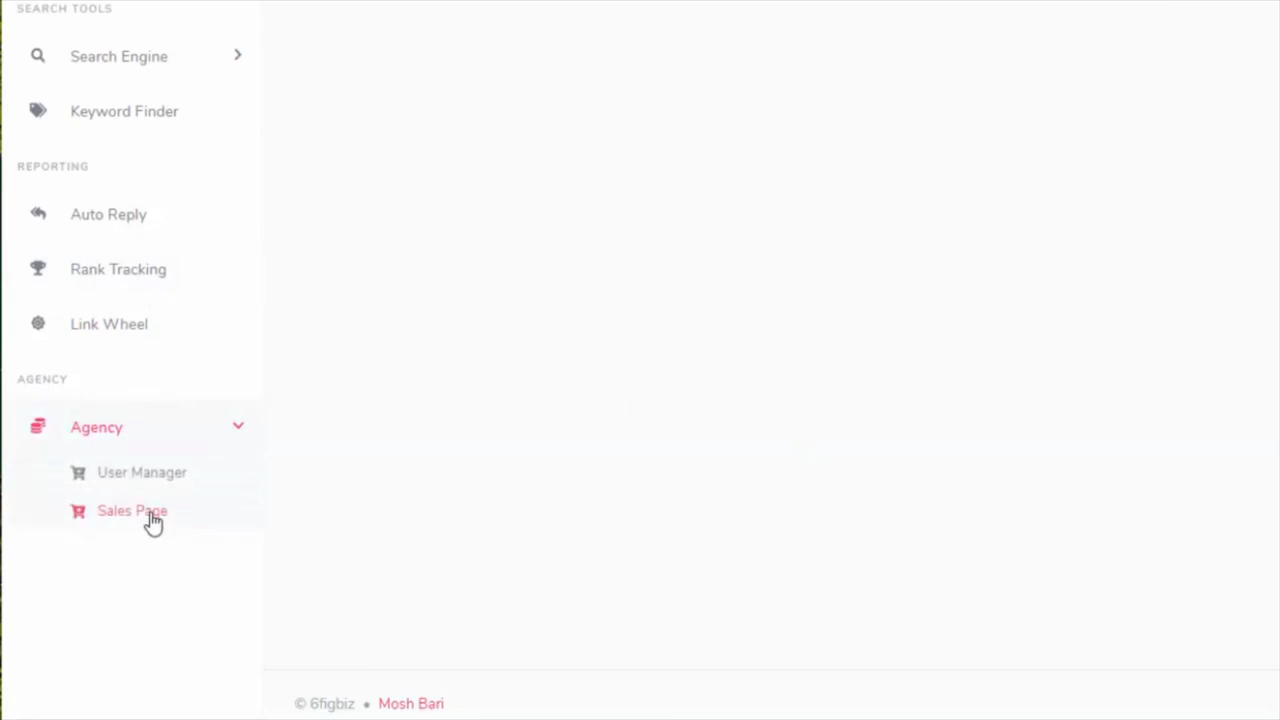 SEARCH TOOLS
Search Engine
Keyword Finder
REPORTING
Auto Reply
Rank Tracking
Link Wheel
AGENCY
Agency
User Manager
Sales Page
© 6figbiz • Mosh Bari